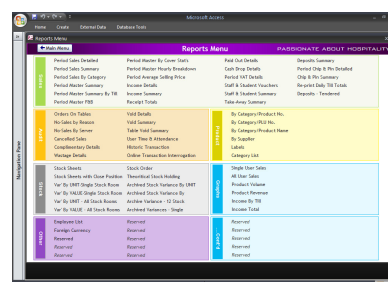 Microsoft Access
Home Create External Data Database Tools
Reports Menu
Main Menu
Reports Menu
PASSIONATE ABOUT HOSPITALITY
Sales
Period Sales Detailed Period Master By Cover Stats Paid Out Details Deposits Summary
Period Sales Summary Period Master Hourly Breakdown Cash Drop Details Period Chip & Pin Detailed
Period Sales By Category Period Average Selling Price Period VAT Details Chip & Pin Summary
Period Master Summary Income Details Staff & Student Vouchers Re-print Daily Till Totals
Period Master Summary By Till Income Summary Staff & Student Summary Deposits - Tendered
Period Master PBB Receipt Totals Take-Away Summary
Audit
Orders On Tables Void Details
No-Sales by Reason Void Summary
No-Sales By Server Table Void Summary
Cancelled Sales User Time & Attendance
Complimentary Details Historic Transaction
Wastage Details Online Transaction Interrogation
Product
By Category/Product No.
By Category/PLU No.
By Category/Product Name
By Supplier
Labels
Category List
Stock
Stock Sheets Stock Order
Stock Sheets with Close Position Theoretical Stock Holding
Var By UNIT-Single Stock Room Archived Stock Variance By UNIT
Var By VALUE-Single Stock Room Archived Stock Variance By
Var By UNIT - All Stock Rooms Archive Variance - 12 Stock
Var By VALUE - All Stock Rooms Archived Variances - Single
Graphs
Single User Sales
All User Sales
Product Volume
Product Revenue
Income By Till
Income Total
Other
Employee List Reserved
Foreign Currency Reserved
Reserved Reserved
Reserved Reserved
Reserved Reserved
...Cont'd
Reserved
Reserved
Reserved
Reserved
Reserved
Navigation Pane